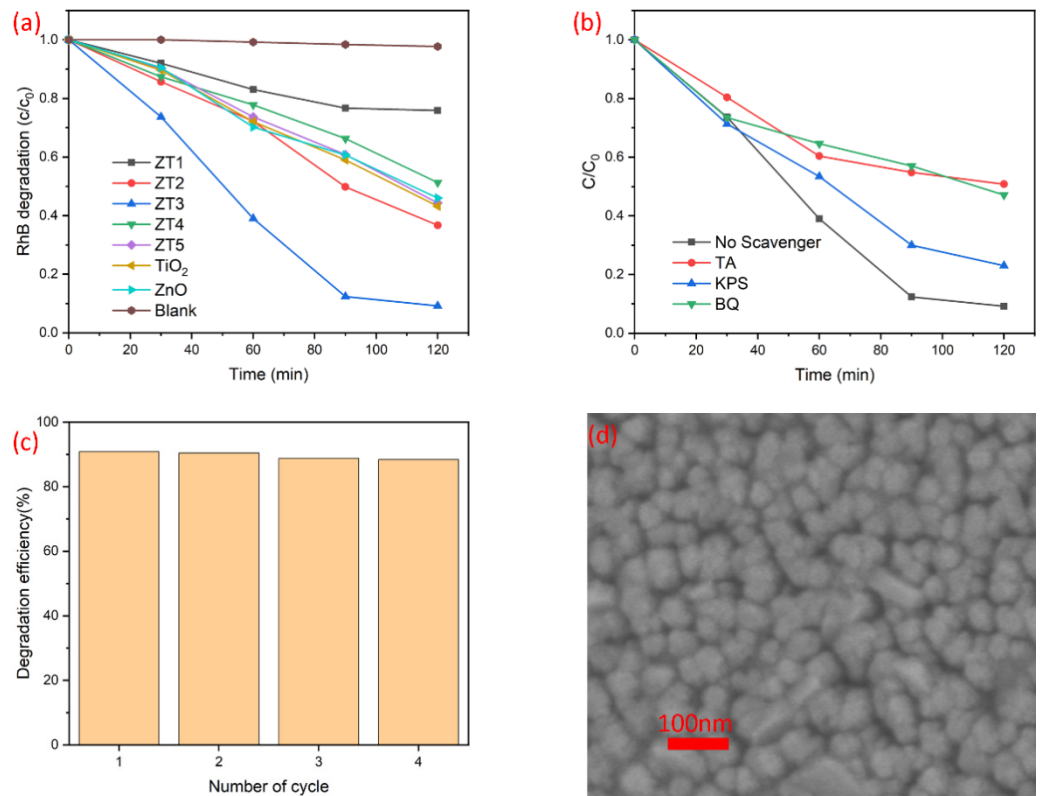 (a)
RhB degradation (c/c₀)
1.0
0.8
0.6
0.4
0.2
0.0
ZT1
ZT2
ZT3
ZT4
ZT5
TiO₂
ZnO
Blank
0 20 40 60 80 100 120
Time (min)
(b)
C/C₀
1.0
0.8
0.6
0.4
0.2
0.0
No Scavenger
TA
KPS
BQ
0 20 40 60 80 100 120
Time (min)
(c)
Degradation efficiency(%)
100
80
60
40
20
0
1 2 3 4
Number of cycle
(d)
100nm